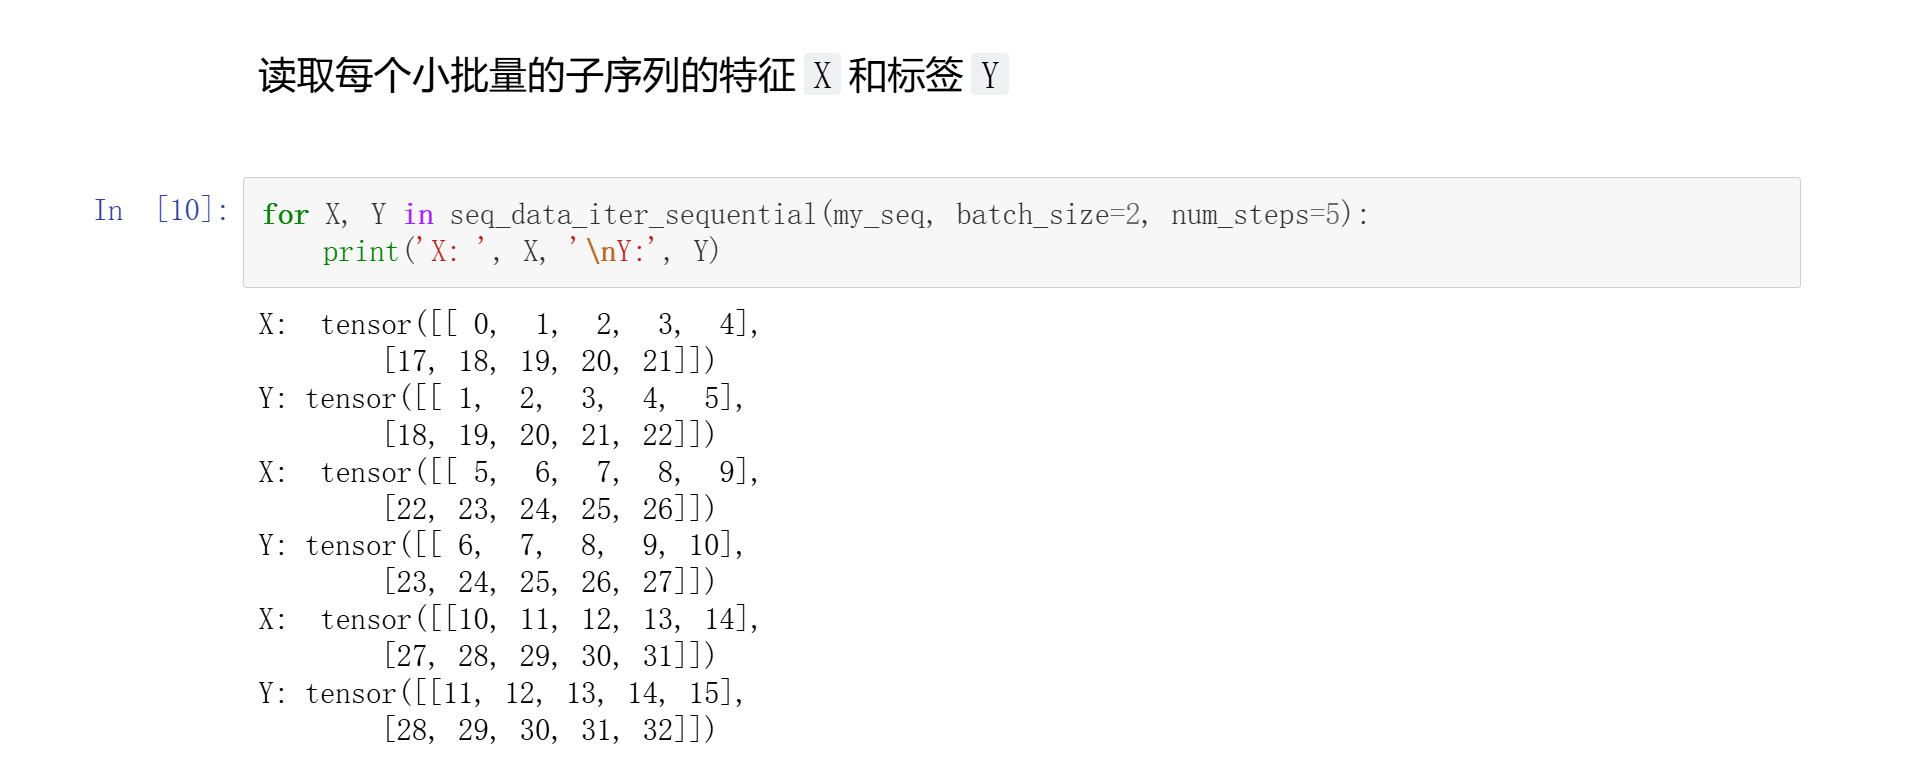 读取每个小批量的子序列的特征 X 和标签 Y
In [10]:
for X, Y in seq_data_iter_sequential(my_seq, batch_size=2, num_steps=5):
    print('X: ', X, '\nY:', Y)
X:  tensor([[ 0,  1,  2,  3,  4],
        [17, 18, 19, 20, 21]])
Y: tensor([[ 1,  2,  3,  4,  5],
        [18, 19, 20, 21, 22]])
X:  tensor([[ 5,  6,  7,  8,  9],
        [22, 23, 24, 25, 26]])
Y: tensor([[ 6,  7,  8,  9, 10],
        [23, 24, 25, 26, 27]])
X:  tensor([[10, 11, 12, 13, 14],
        [27, 28, 29, 30, 31]])
Y: tensor([[11, 12, 13, 14, 15],
        [28, 29, 30, 31, 32]])